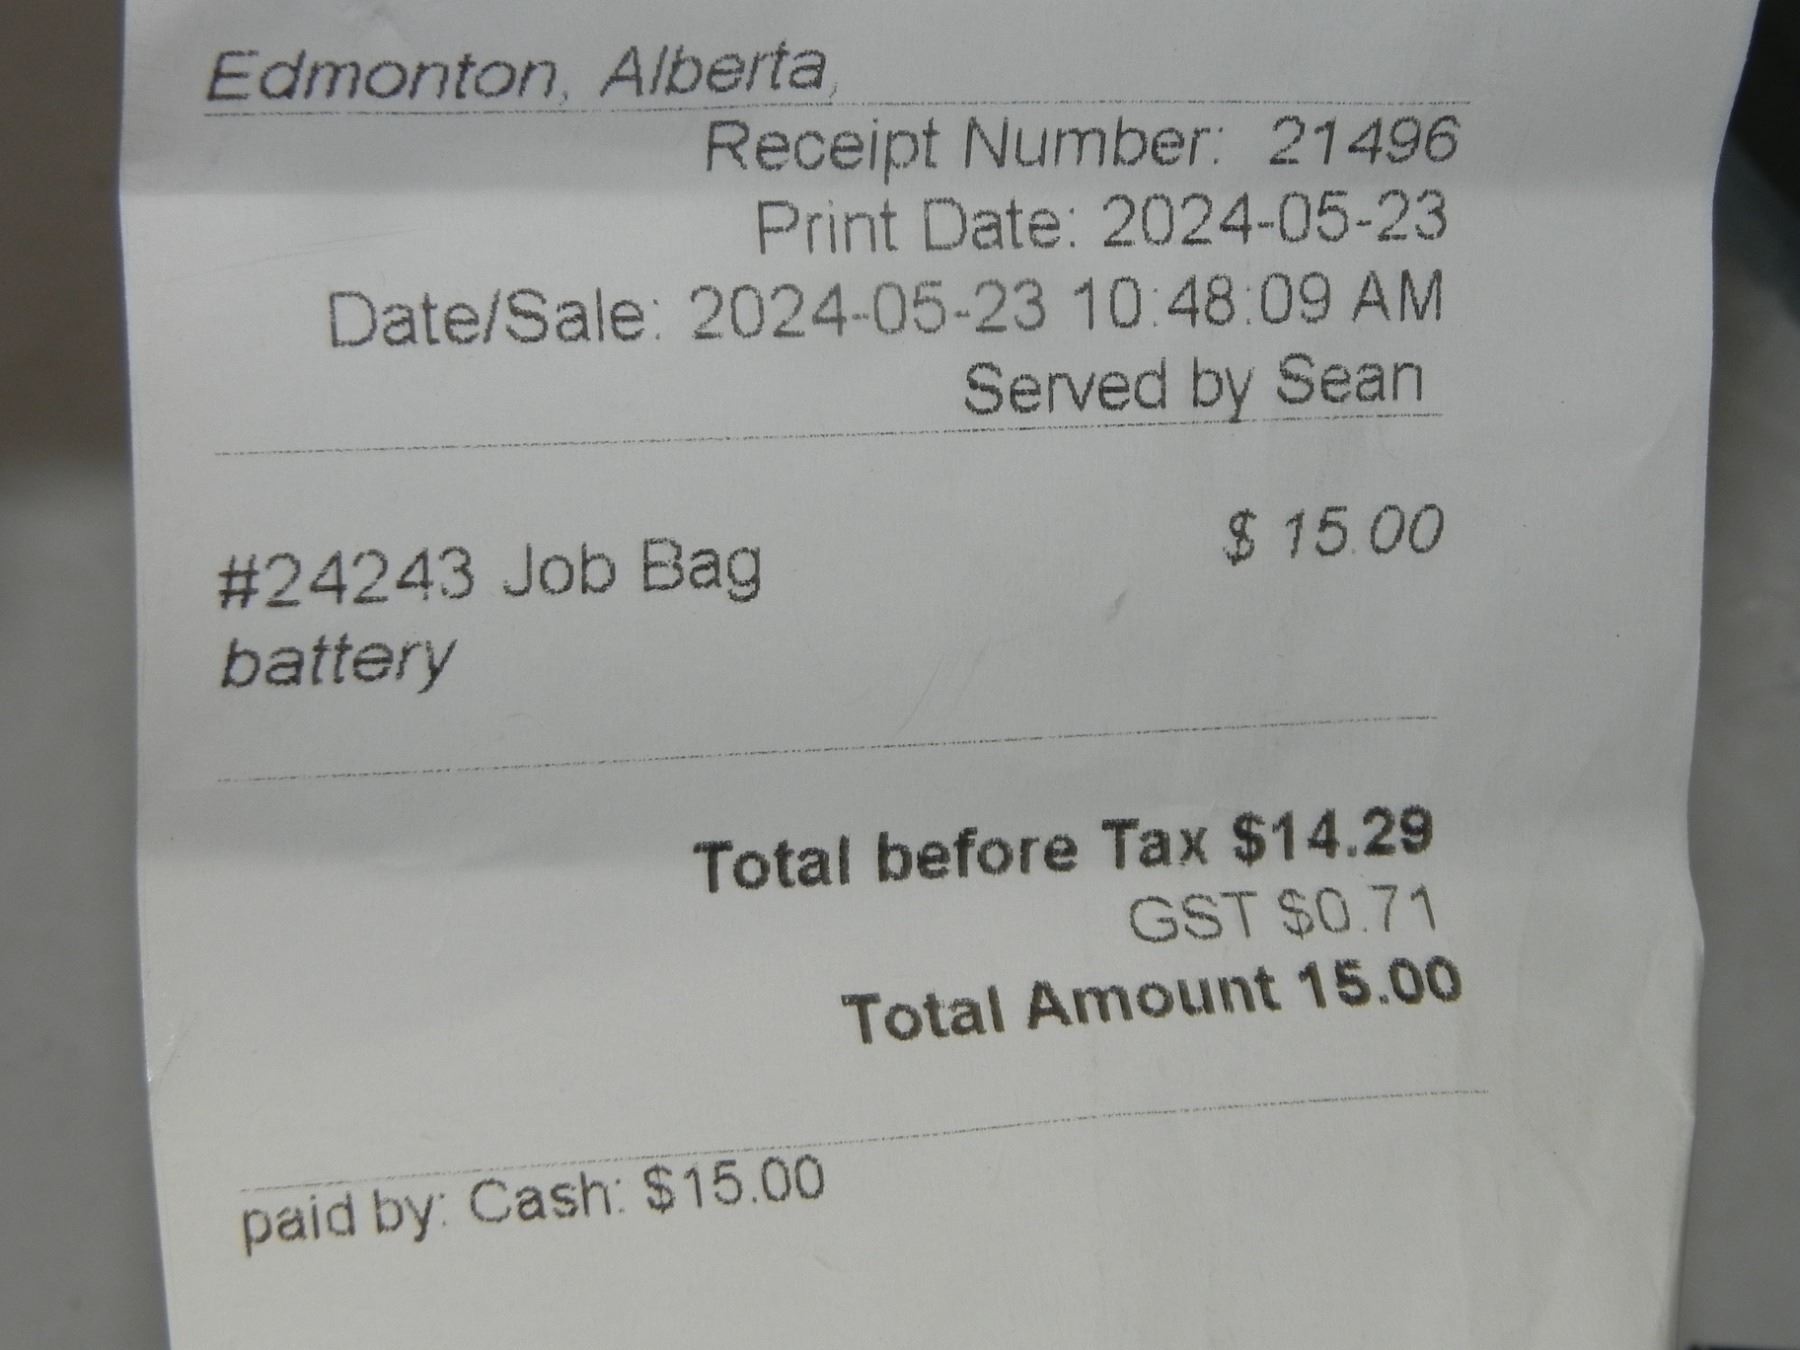 Edmonton, Alberta,
Receipt Number: 21496
Print Date: 2024-05-23
Date/Sale: 2024-05-23 10:48:09 AM
Served by Sean
#24243 Job Bag $ 15.00
battery
Total before Tax $14.29
GST $0.71
Total Amount 15.00
paid by: Cash: $15.00